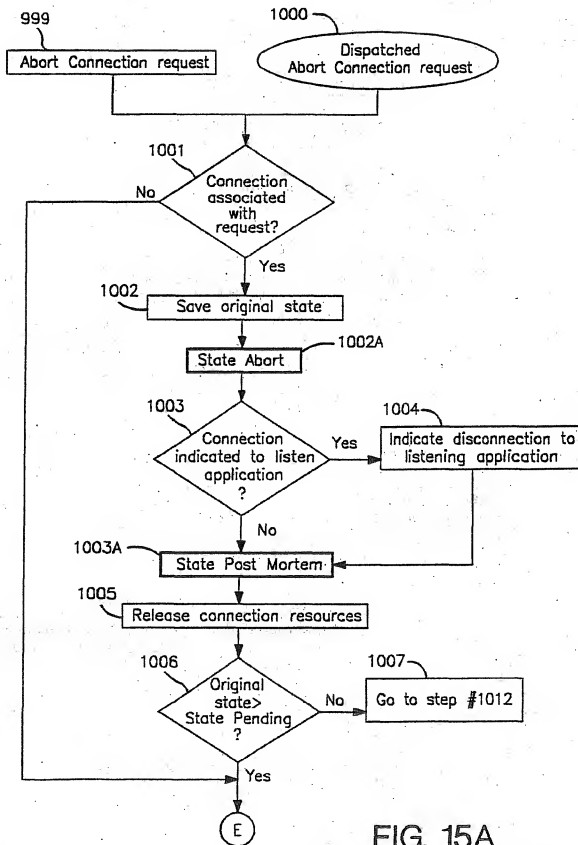 999
Abort Connection request
1000
Dispatched
Abort Connection request
1001
Connection
associated
with
request?
No
Yes
1002
Save original state
State Abort
1002A
1003
Connection
indicated to listen
application
?
Yes
1004
Indicate disconnection to
listening application
No
1003A
State Post Mortem
1005
Release connection resources
1006
Original
state>
State Pending
?
No
1007
Go to step #1012
Yes
E
FIG. 15A